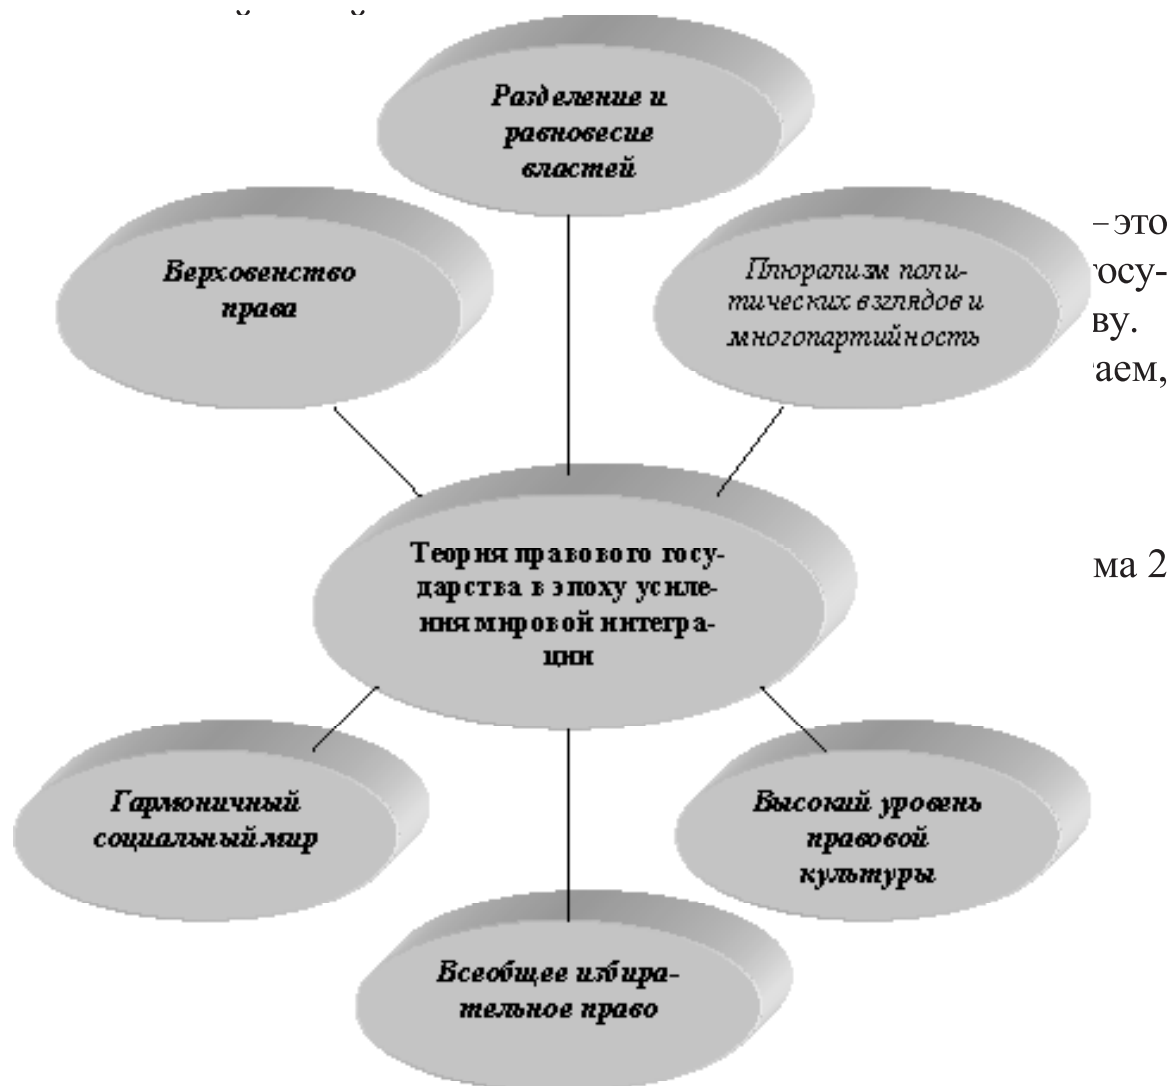 Разделение и
равновесие
властей
Верховенство
права
Плюрализм поли-
тических взглядов и
многопартийность
–это
осу-
ву.
аем,
Теория правового госу-
дарства в эпоху усиле-
ния мировой интегра-
ции
ма 2
Гармоничный
социальный мир
Высокий уровень
правовой
культуры
Всеобщее избира-
тельное право